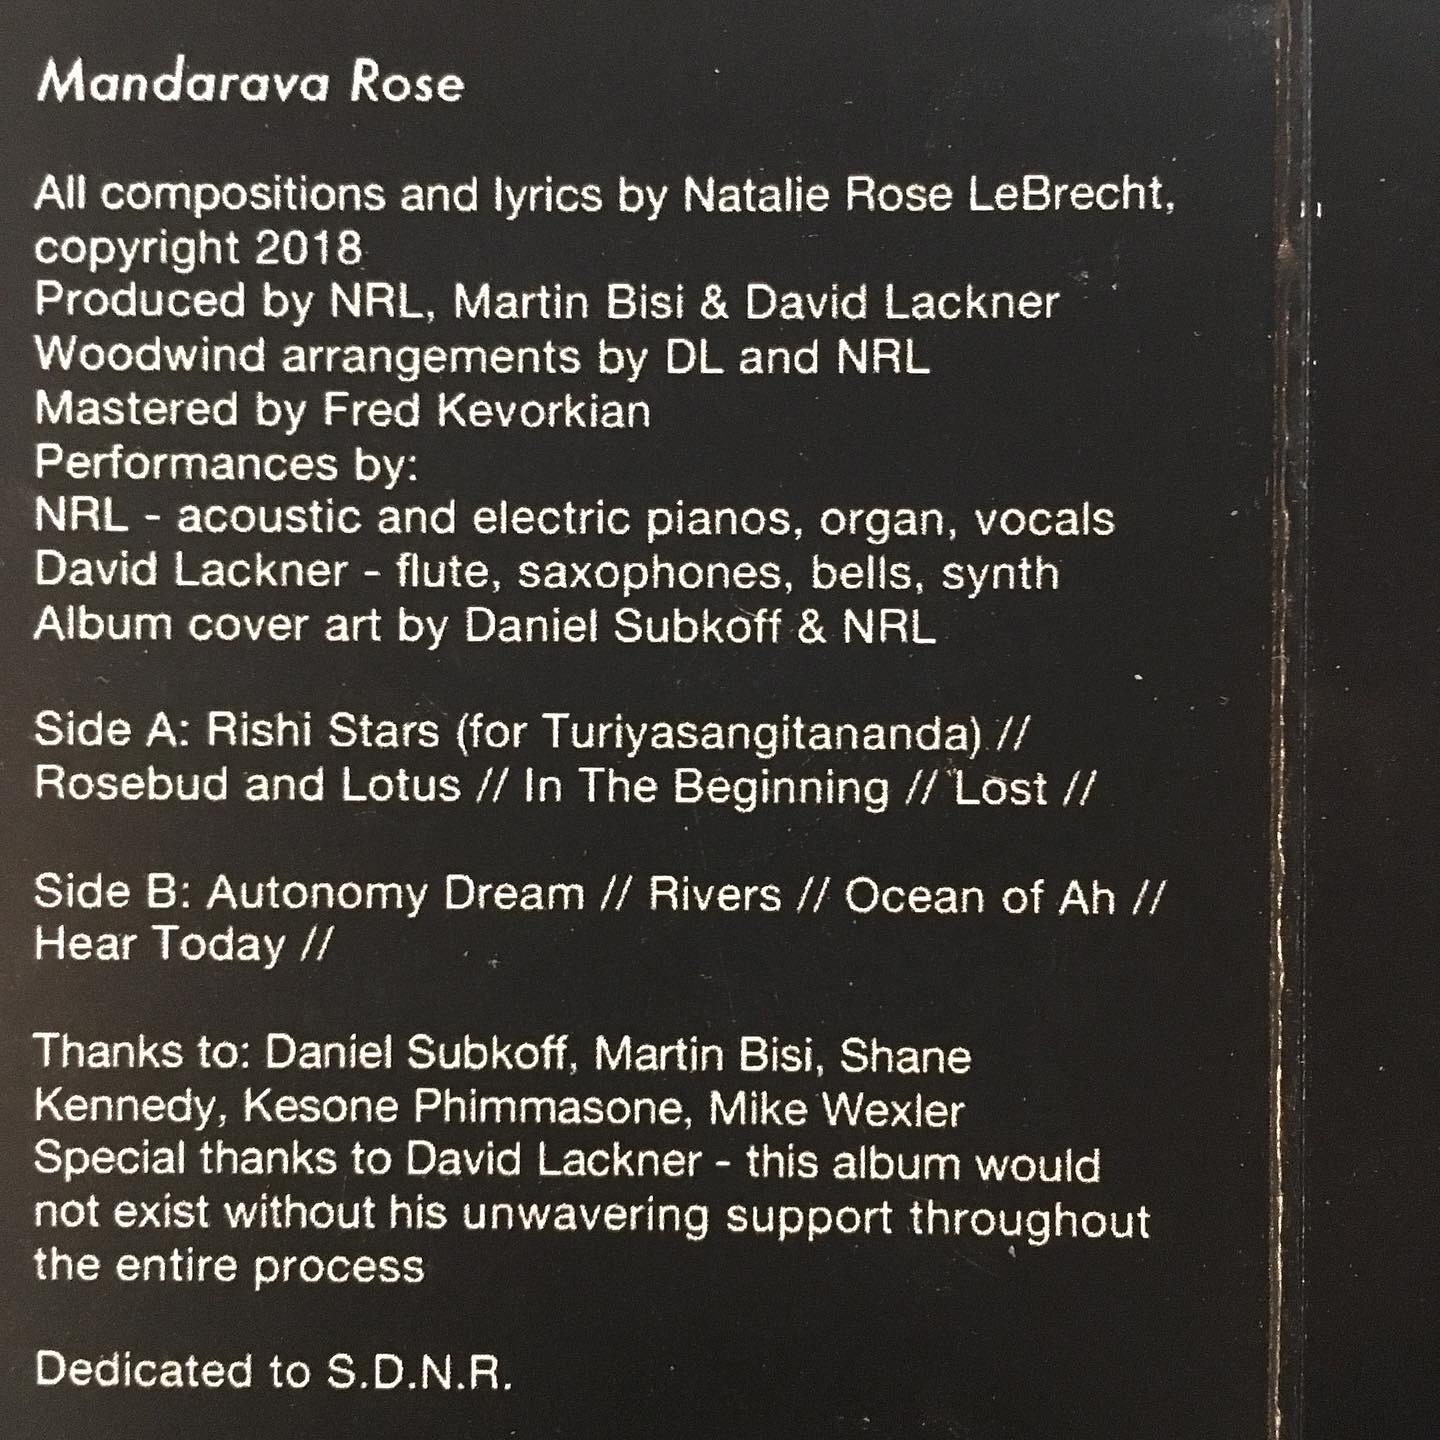 Mandarava Rose
All compositions and lyrics by Natalie Rose LeBrecht,
copyright 2018
Produced by NRL, Martin Bisi & David Lackner
Woodwind arrangements by DL and NRL
Mastered by Fred Kevorkian
Performances by:
NRL - acoustic and electric pianos, organ, vocals
David Lackner - flute, saxophones, bells, synth
Album cover art by Daniel Subkoff & NRL
Side A: Rishi Stars (for Turiyasangitananda) //
Rosebud and Lotus // In The Beginning // Lost //
Side B: Autonomy Dream // Rivers // Ocean of Ah //
Hear Today //
Thanks to: Daniel Subkoff, Martin Bisi, Shane
Kennedy, Kesone Phimmasone, Mike Wexler
Special thanks to David Lackner - this album would
not exist without his unwavering support throughout
the entire process
Dedicated to S.D.N.R.